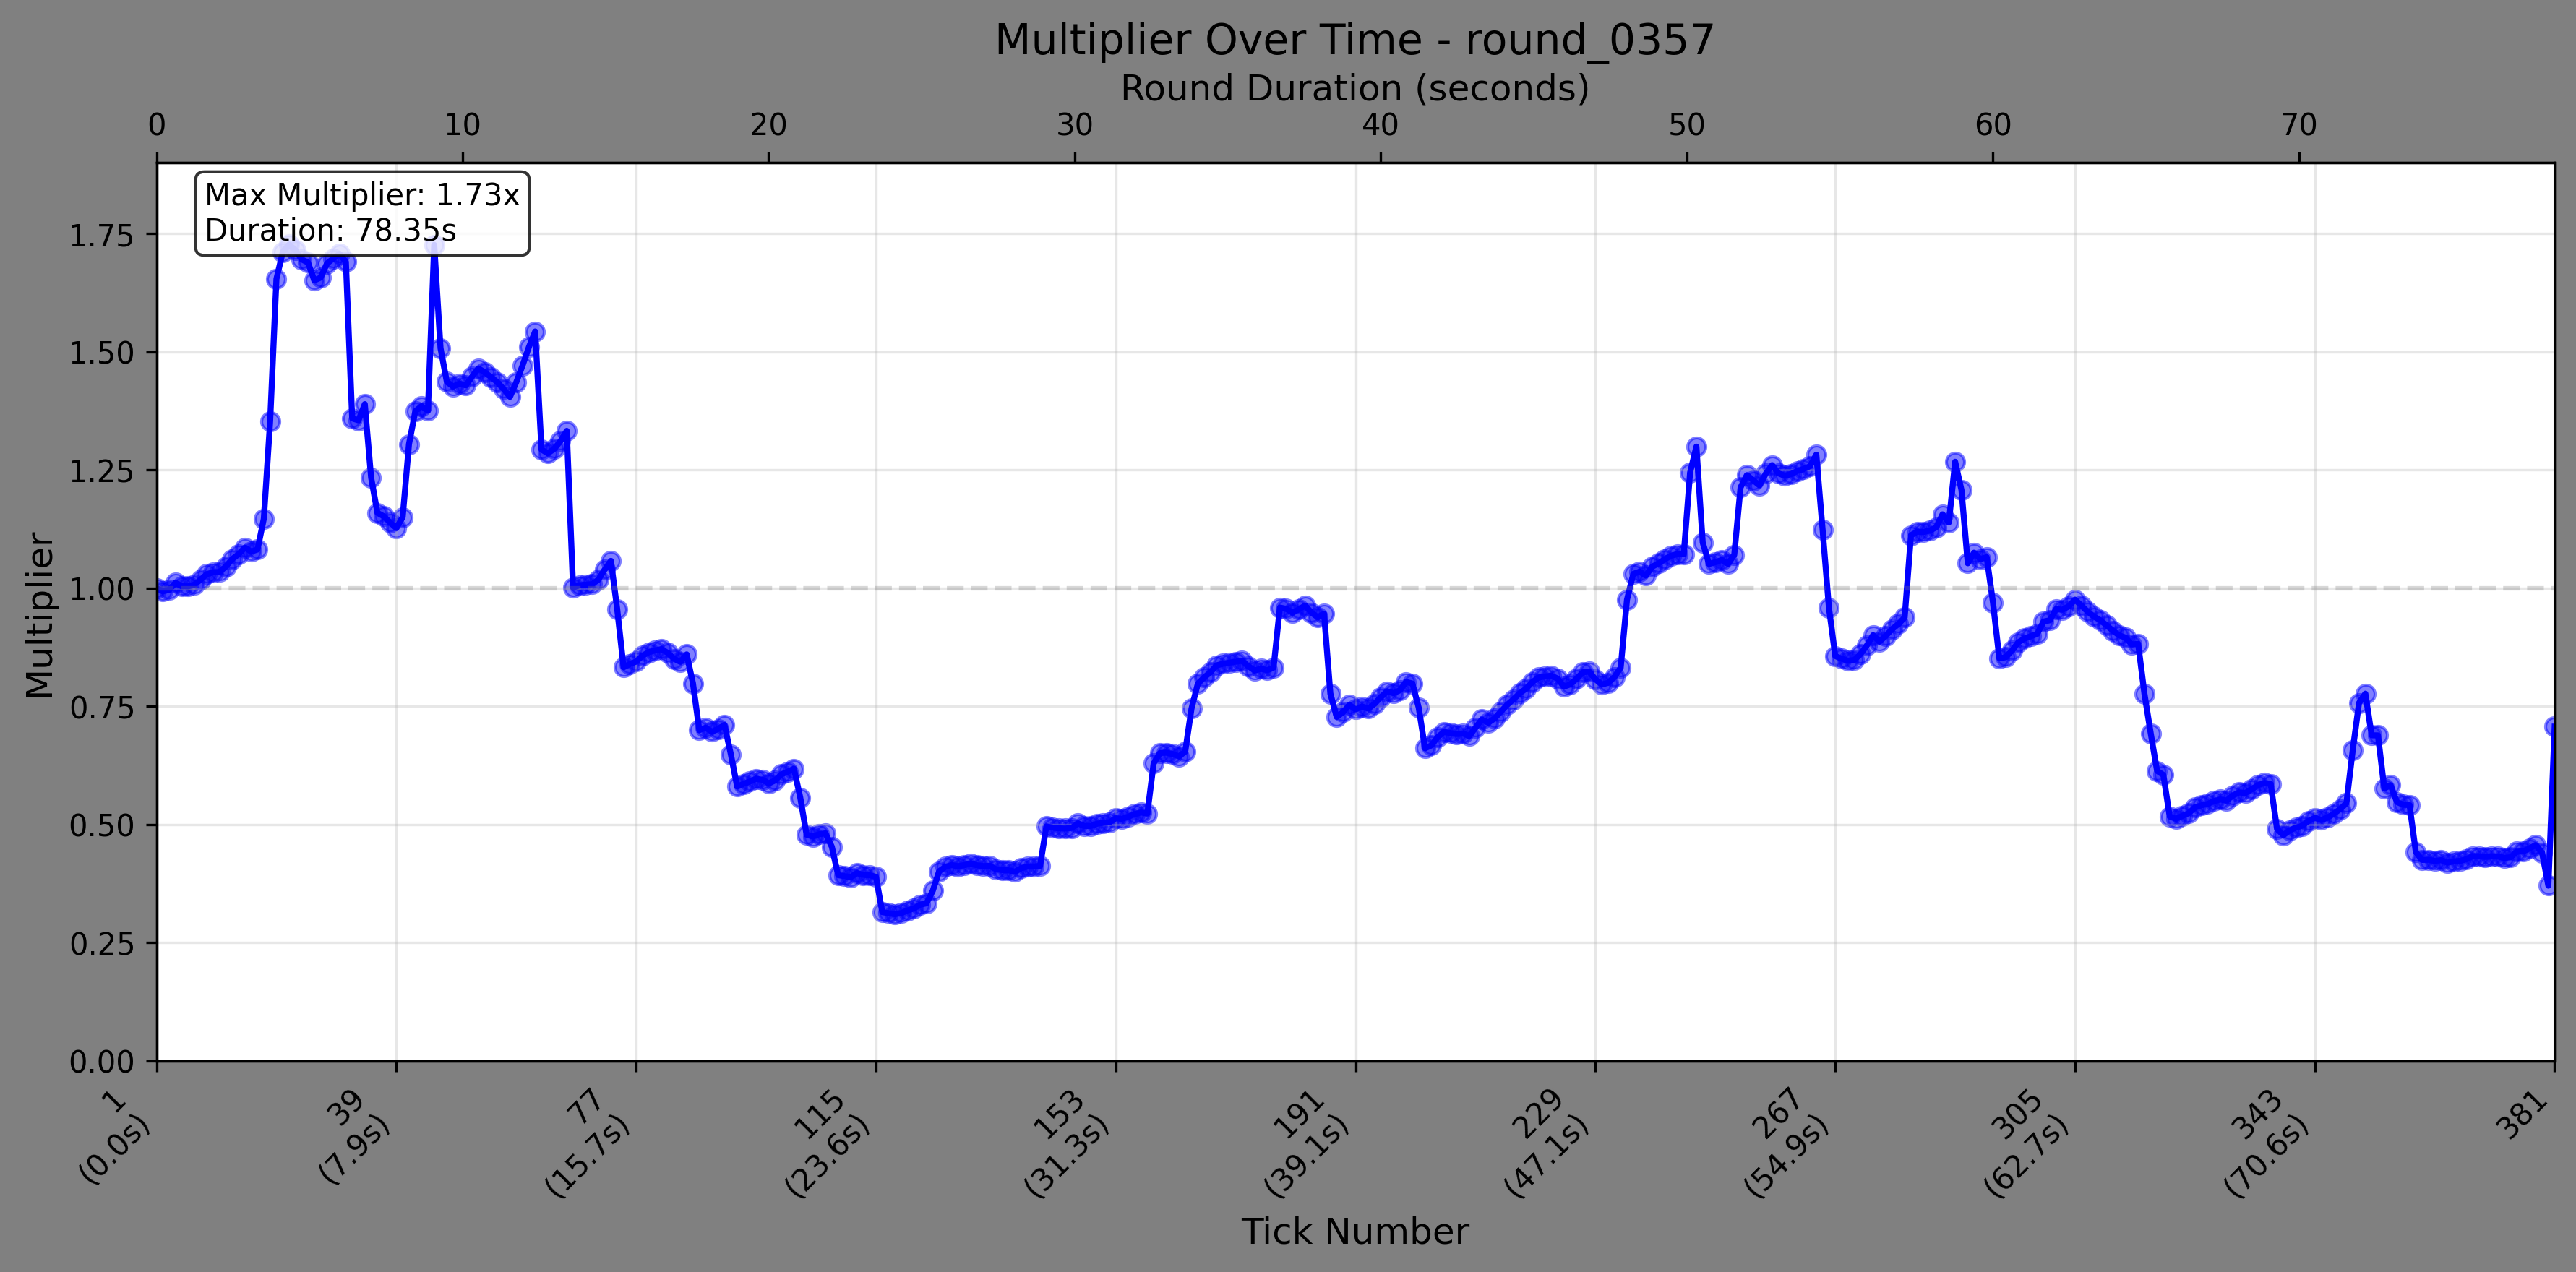 Multiplier Over Time - round_0357
Round Duration (seconds)
0 10 20 30 40 50 60 70
Max Multiplier: 1.73x
Duration: 78.35s
1.75
1.50
1.25
1.00
0.75
0.50
0.25
0.00
Multiplier
1
(0.0s)
39
(7.9s)
77
(15.7s)
115
(23.6s)
153
(31.3s)
191
(39.1s)
229
(47.1s)
267
(54.9s)
305
(62.7s)
343
(70.6s)
381
Tick Number